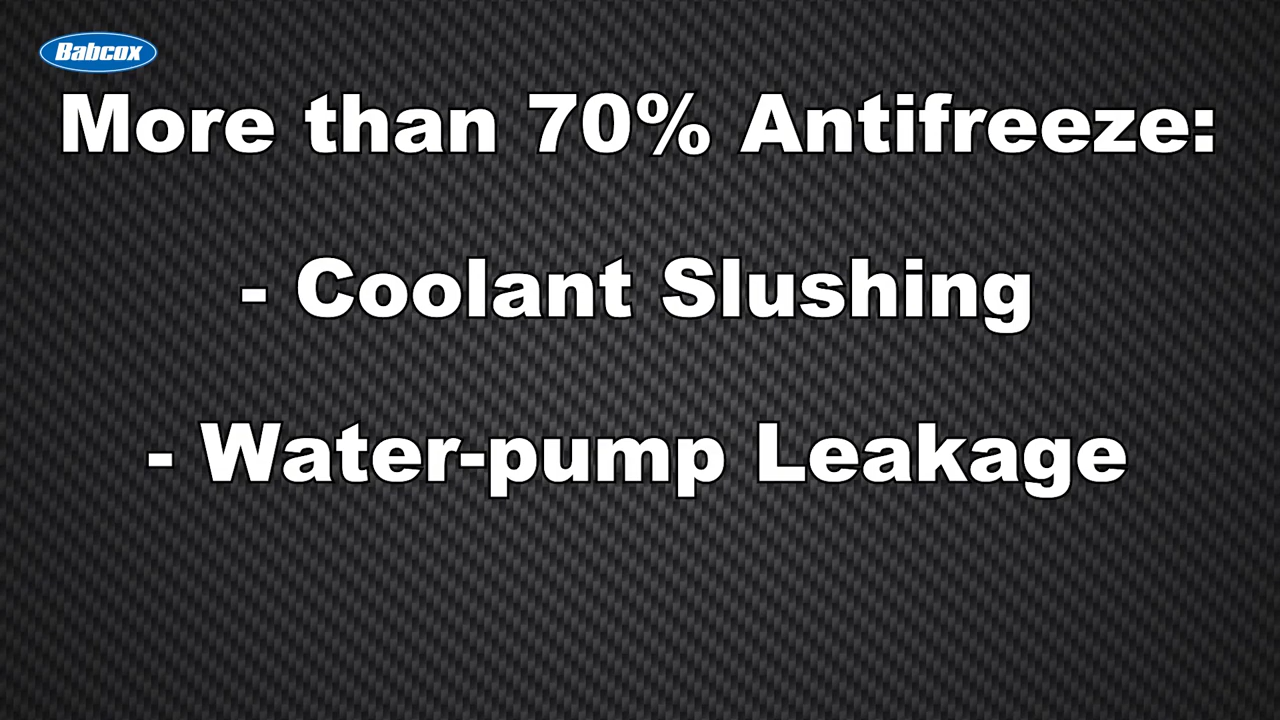 Babcox
More than 70% Antifreeze:
- Coolant Slushing
- Water-pump Leakage